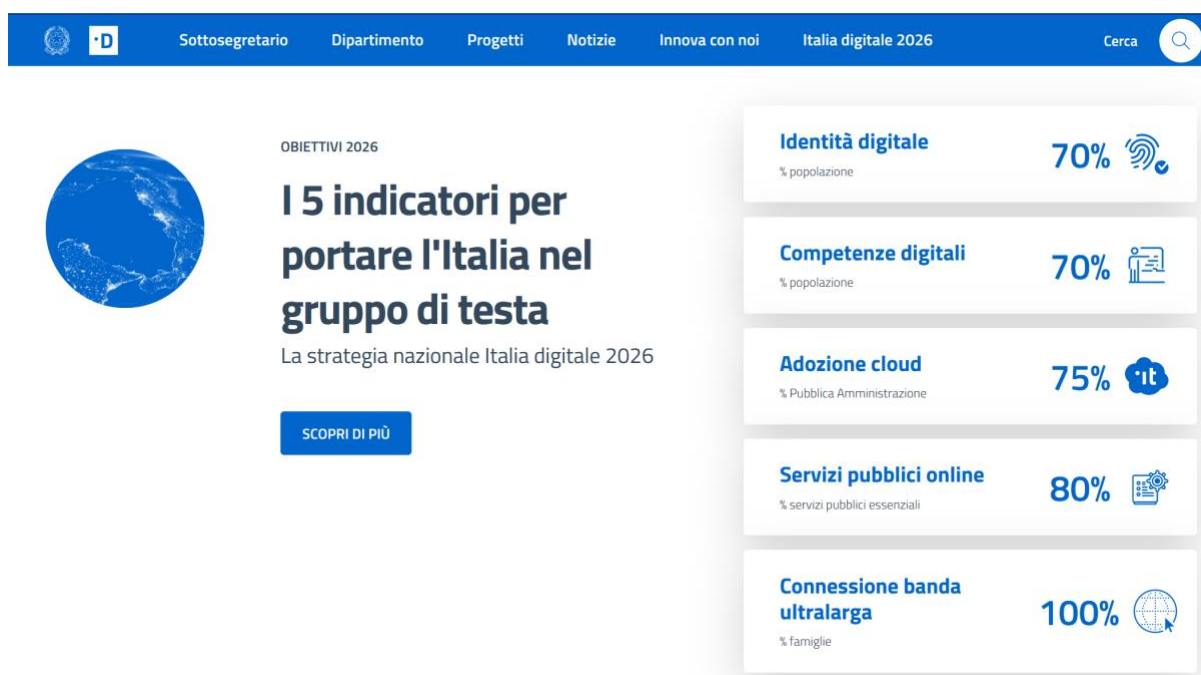 ·D
Sottosegretario Dipartimento Progetti Notizie Innova con noi Italia digitale 2026 Cerca
OBIETTIVI 2026
I 5 indicatori per
portare l'Italia nel
gruppo di testa
La strategia nazionale Italia digitale 2026
SCOPRI DI PIÙ
Identità digitale
% popolazione
70%
Competenze digitali
% popolazione
70%
Adozione cloud
% Pubblica Amministrazione
75%
·it
Servizi pubblici online
% servizi pubblici essenziali
80%
Connessione banda
ultralarga
% famiglie
100%